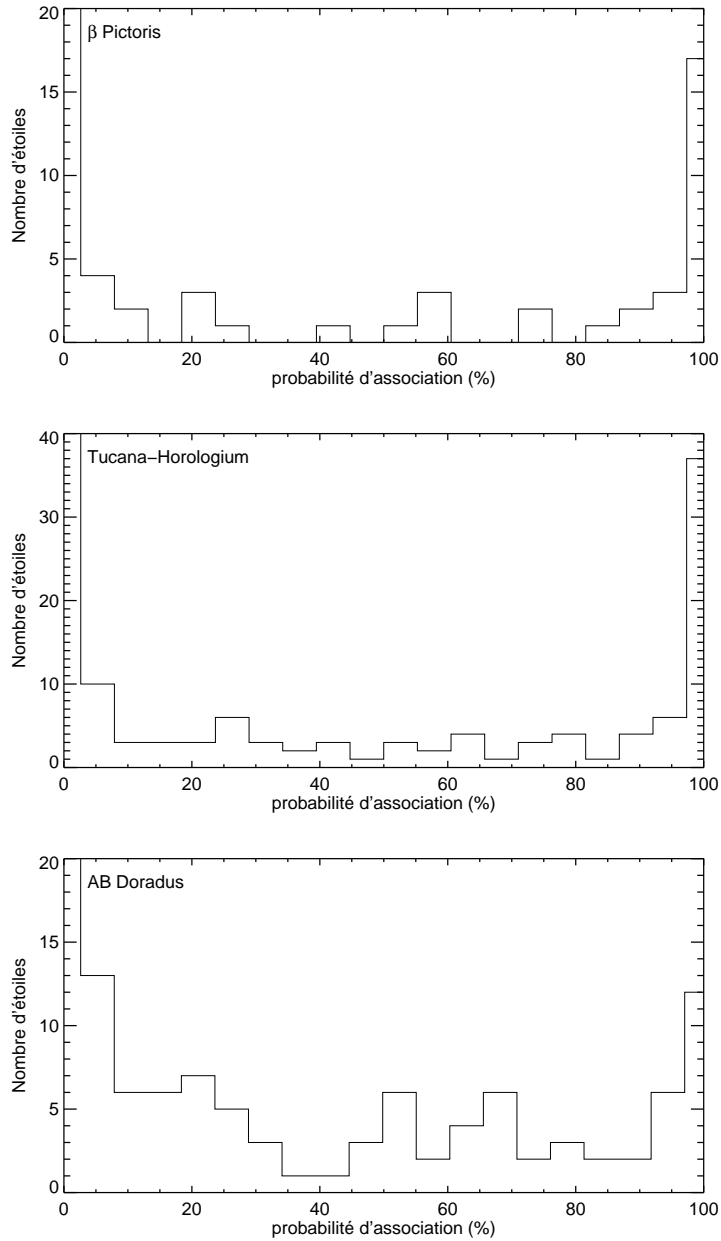 β Pictoris
20
15
10
5
0
Nombre d'étoiles
0 20 40 60 80 100
probabilité d'association (%)
Tucana−Horologium
40
30
20
10
0
Nombre d'étoiles
0 20 40 60 80 100
probabilité d'association (%)
AB Doradus
20
15
10
5
0
Nombre d'étoiles
0 20 40 60 80 100
probabilité d'association (%)